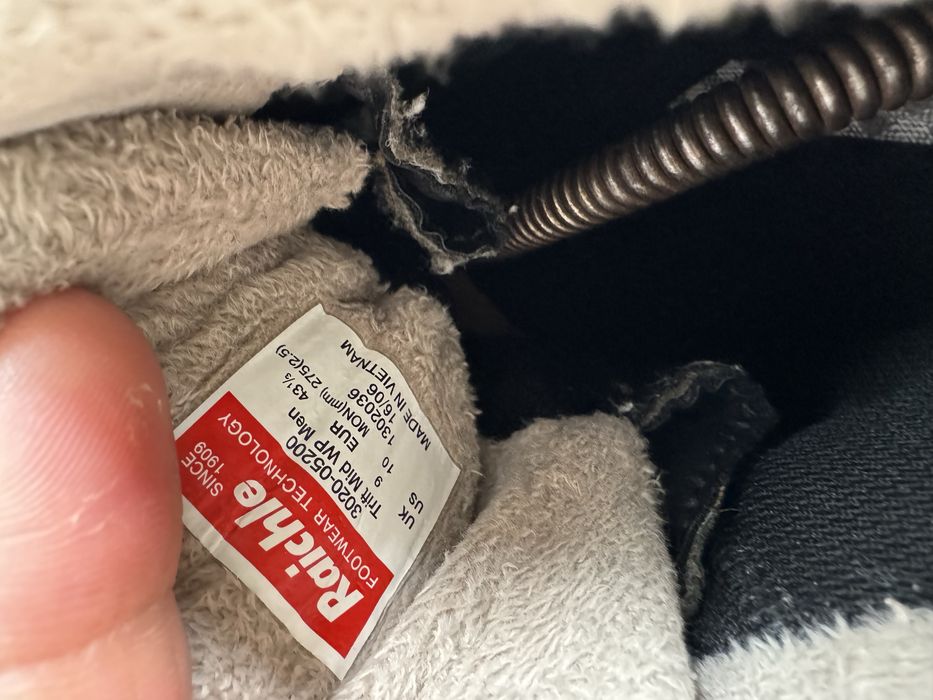 SINCE
1909
Raichle
FOOTWEAR TECHNOLOGY
3020-05200
Trift Mid WP Men
UK 9 EUR 43⅓
US 10 MON(mm) 275(2.5)
1302036
16/06
MADE IN VIETNAM